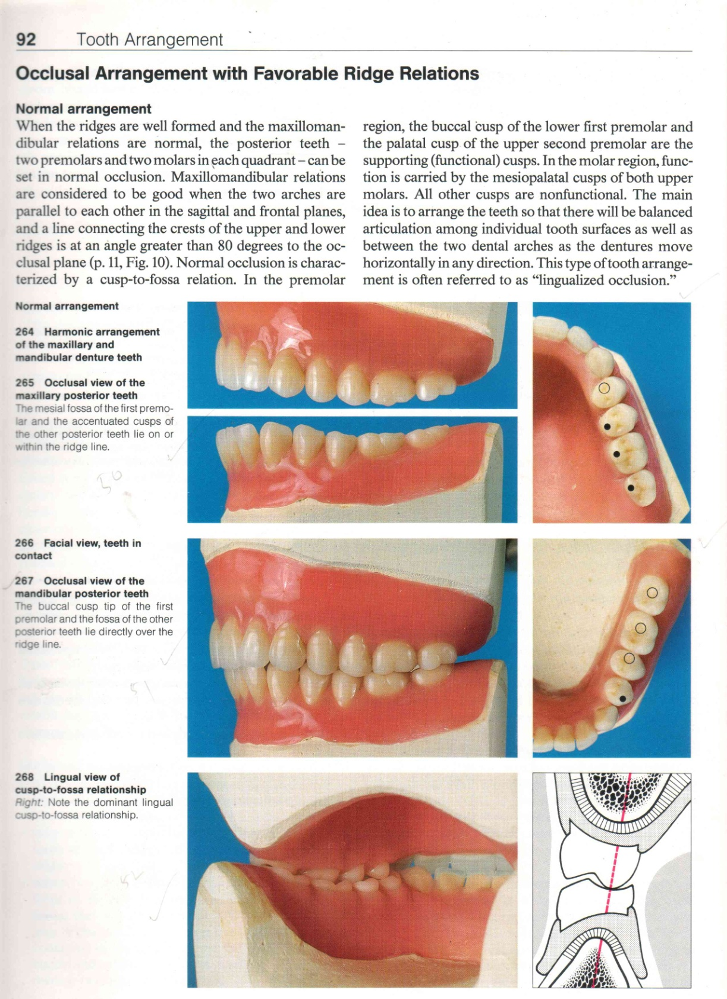 92 Tooth Arrangement
Occlusal Arrangement with Favorable Ridge Relations
Normal arrangement
When the ridges are well formed and the maxilloman-
dibular relations are normal, the posterior teeth –
two premolars and two molars in each quadrant – can be
set in normal occlusion. Maxillomandibular relations
are considered to be good when the two arches are
parallel to each other in the sagittal and frontal planes,
and a line connecting the crests of the upper and lower
ridges is at an angle greater than 80 degrees to the oc-
clusal plane (p. 11, Fig. 10). Normal occlusion is charac-
terized by a cusp-to-fossa relation. In the premolar
region, the buccal cusp of the lower first premolar and
the palatal cusp of the upper second premolar are the
supporting (functional) cusps. In the molar region, func-
tion is carried by the mesiopalatal cusps of both upper
molars. All other cusps are nonfunctional. The main
idea is to arrange the teeth so that there will be balanced
articulation among individual tooth surfaces as well as
between the two dental arches as the dentures move
horizontally in any direction. This type of tooth arrange-
ment is often referred to as “lingualized occlusion.”
Normal arrangement
264 Harmonic arrangement
of the maxillary and
mandibular denture teeth
265 Occlusal view of the
maxillary posterior teeth
The mesial fossa of the first premo-
lar and the accentuated cusps of
the other posterior teeth lie on or
within the ridge line.
50
266 Facial view, teeth in
contact
267 Occlusal view of the
mandibular posterior teeth
The buccal cusp tip of the first
premolar and the fossa of the other
posterior teeth lie directly over the
ridge line.
51
268 Lingual view of
cusp-to-fossa relationship
Right: Note the dominant lingual
cusp-to-fossa relationship.
52